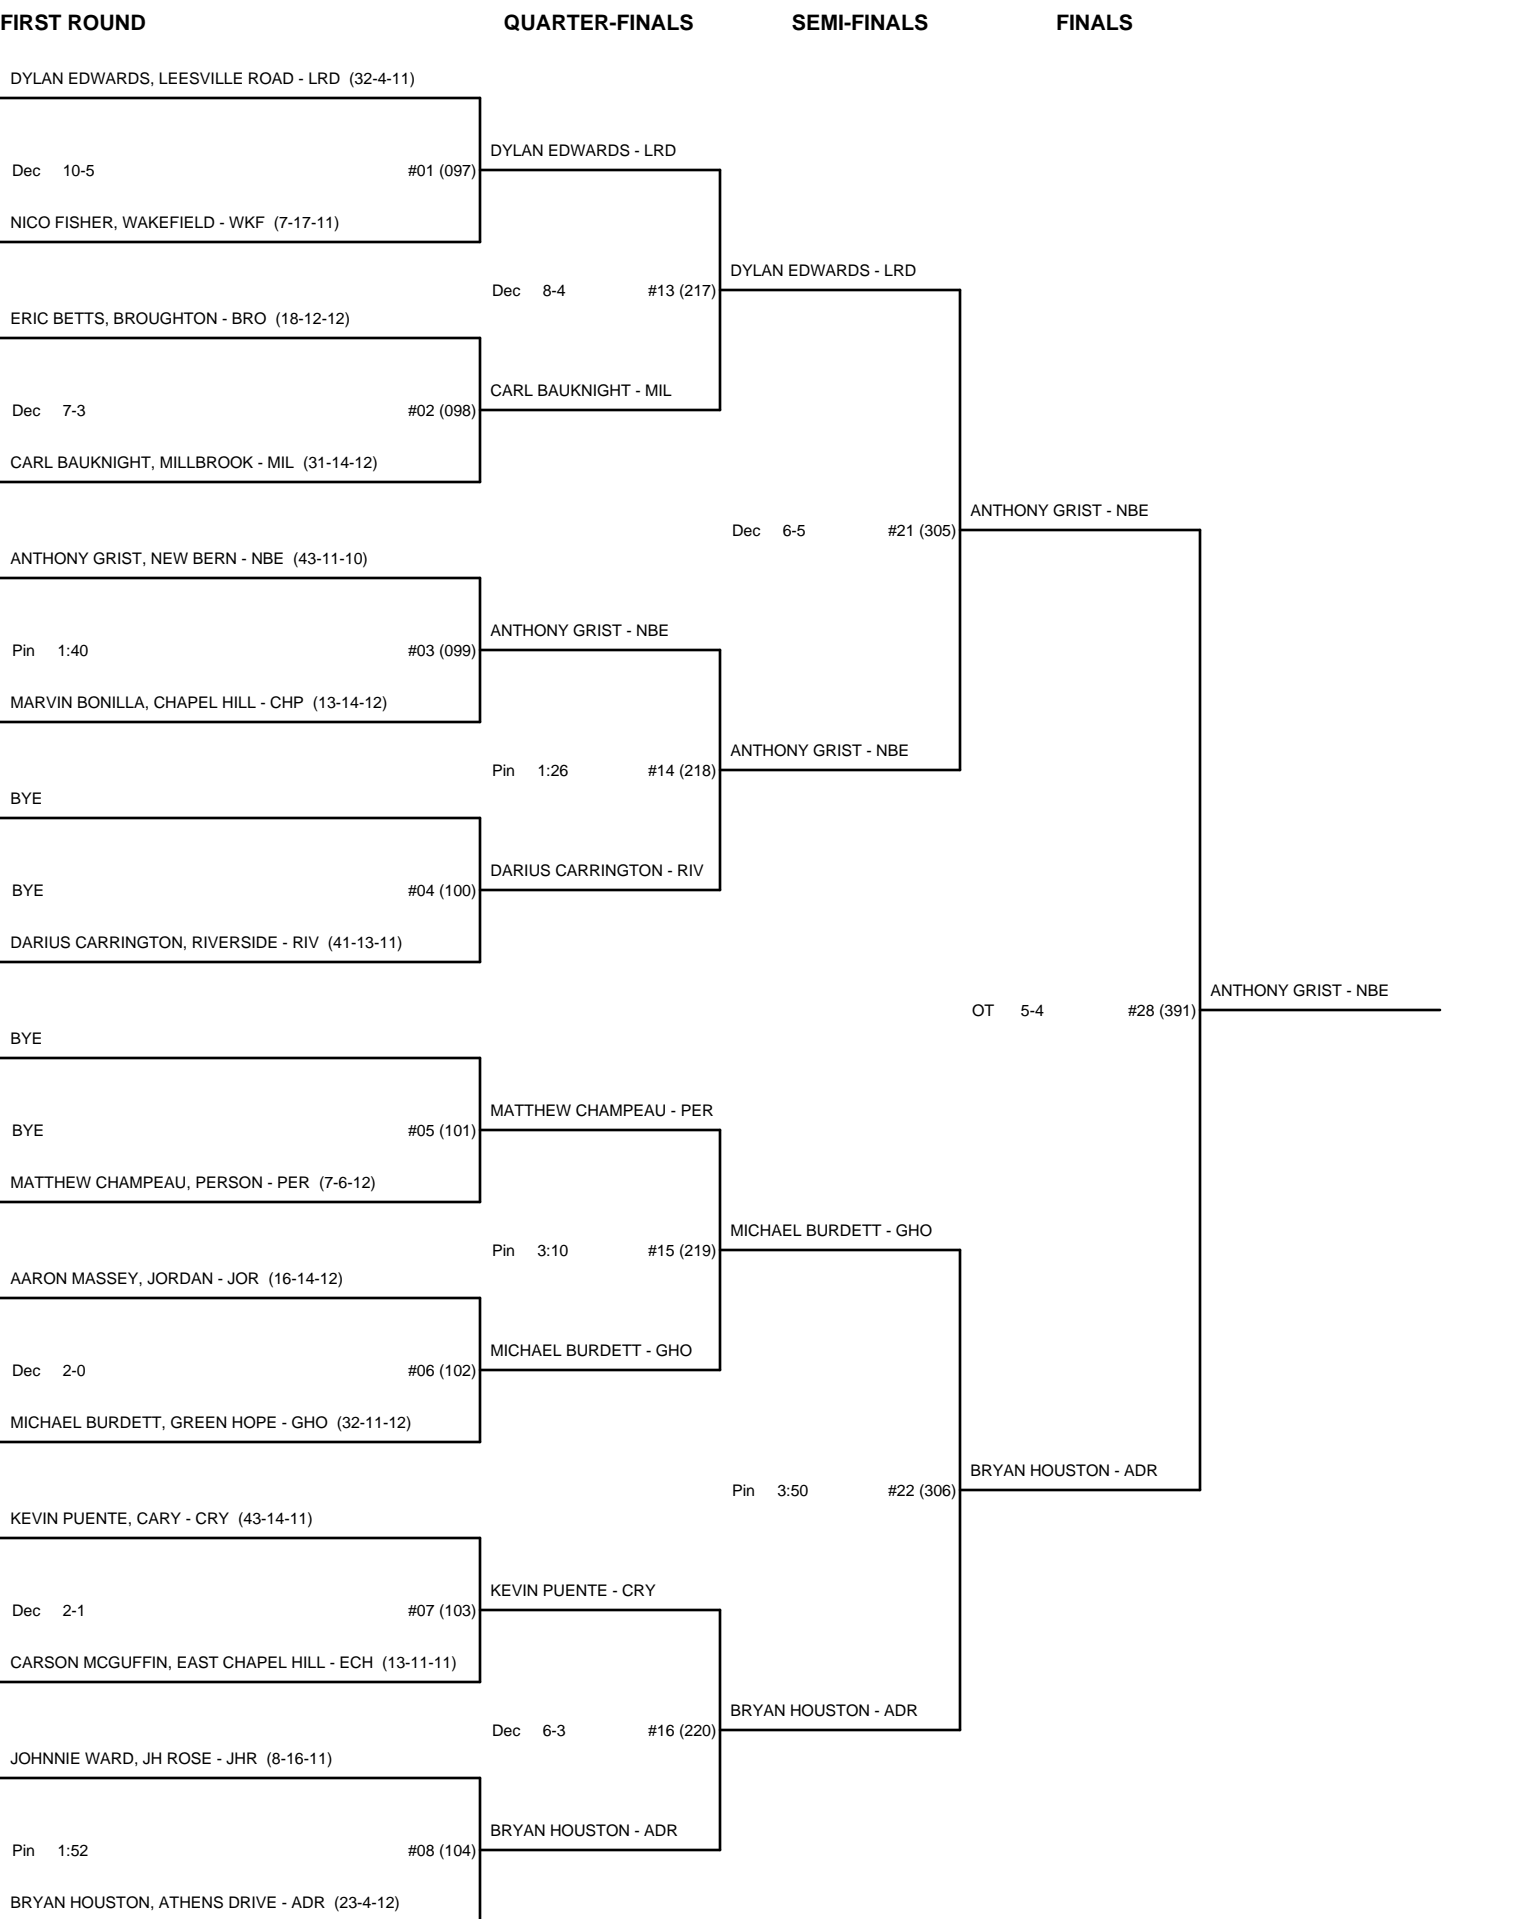 FIRST ROUND QUARTER-FINALS SEMI-FINALS FINALS
DYLAN EDWARDS, LEESVILLE ROAD - LRD (32-4-11)
DYLAN EDWARDS - LRD
Dec 10-5 #01 (097)
NICO FISHER, WAKEFIELD - WKF (7-17-11)
DYLAN EDWARDS - LRD
Dec 8-4 #13 (217)
ERIC BETTS, BROUGHTON - BRO (18-12-12)
CARL BAUKNIGHT - MIL
Dec 7-3 #02 (098)
CARL BAUKNIGHT, MILLBROOK - MIL (31-14-12)
ANTHONY GRIST - NBE
Dec 6-5 #21 (305)
ANTHONY GRIST, NEW BERN - NBE (43-11-10)
ANTHONY GRIST - NBE
Pin 1:40 #03 (099)
MARVIN BONILLA, CHAPEL HILL - CHP (13-14-12)
ANTHONY GRIST - NBE
Pin 1:26 #14 (218)
BYE
DARIUS CARRINGTON - RIV
BYE #04 (100)
DARIUS CARRINGTON, RIVERSIDE - RIV (41-13-11)
ANTHONY GRIST - NBE
OT 5-4 #28 (391)
BYE
MATTHEW CHAMPEAU - PER
BYE #05 (101)
MATTHEW CHAMPEAU, PERSON - PER (7-6-12)
MICHAEL BURDETT - GHO
Pin 3:10 #15 (219)
AARON MASSEY, JORDAN - JOR (16-14-12)
MICHAEL BURDETT - GHO
Dec 2-0 #06 (102)
MICHAEL BURDETT, GREEN HOPE - GHO (32-11-12)
BRYAN HOUSTON - ADR
Pin 3:50 #22 (306)
KEVIN PUENTE, CARY - CRY (43-14-11)
KEVIN PUENTE - CRY
Dec 2-1 #07 (103)
CARSON MCGUFFIN, EAST CHAPEL HILL - ECH (13-11-11)
BRYAN HOUSTON - ADR
Dec 6-3 #16 (220)
JOHNNIE WARD, JH ROSE - JHR (8-16-11)
BRYAN HOUSTON - ADR
Pin 1:52 #08 (104)
BRYAN HOUSTON, ATHENS DRIVE - ADR (23-4-12)